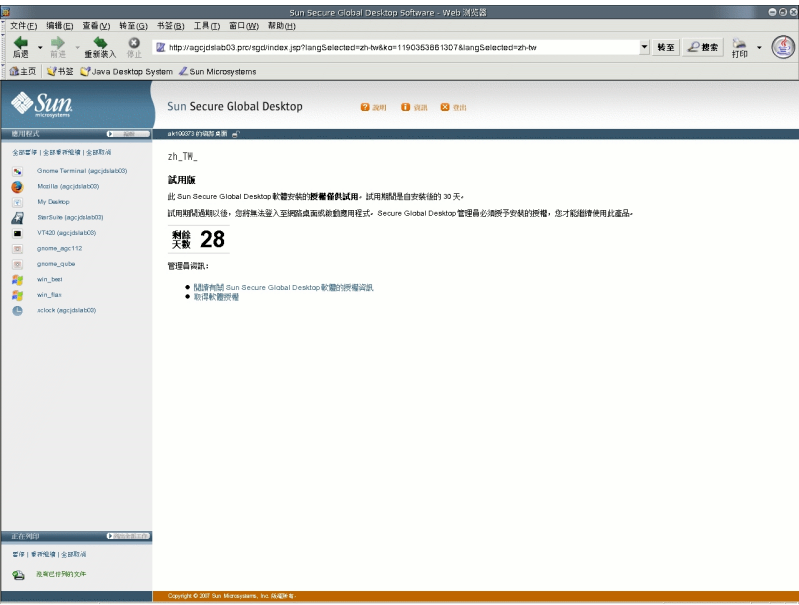 Sun Secure Global Desktop Software - Web 浏览器
文件(F) 编辑(E) 查看(V) 转至(G) 书签(B) 工具(T) 窗口(W) 帮助(H)
后退 前进 重新装入 停止 http://agcjdslab03.prc/sgd/index.jsp?langSelected=zh-tw&ko=1190363661307&langSelected=zh-tw 转至 搜索 打印
主页 书签 Java Desktop System Sun Microsystems
Sun microsystems
Sun Secure Global Desktop 說明 資訊 登出
應用程式
ak199373 的網路桌面
全部暫停 | 全部重新繼續 | 全部取消
Gnome Terminal (agcjdslab03)
Mozilla (agcjdslab03)
My Desktop
StarSuite (agcjdslab03)
VT420 (agcjdslab03)
gnome_agc112
gnome_qube
win_bezi
win_flax
xclock (agcjdslab03)
zh_TW_
試用版
此 Sun Secure Global Desktop 軟體安裝的授權僅供試用。試用期間是自安裝後的 30 天。
試用期間過期以後，您將無法登入至網路桌面或啟動應用程式。Secure Global Desktop 管理員必須授予安裝的授權，您才能繼續使用此產品。
剩餘天數 28
管理員資訊：
閱讀有關 Sun Secure Global Desktop 軟體的授權資訊
取得軟體授權
正在列印
暫停 | 重新繼續 | 全部取消
沒有已排列的文件
Copyright © 2007 Sun Microsystems, Inc. 版權所有。